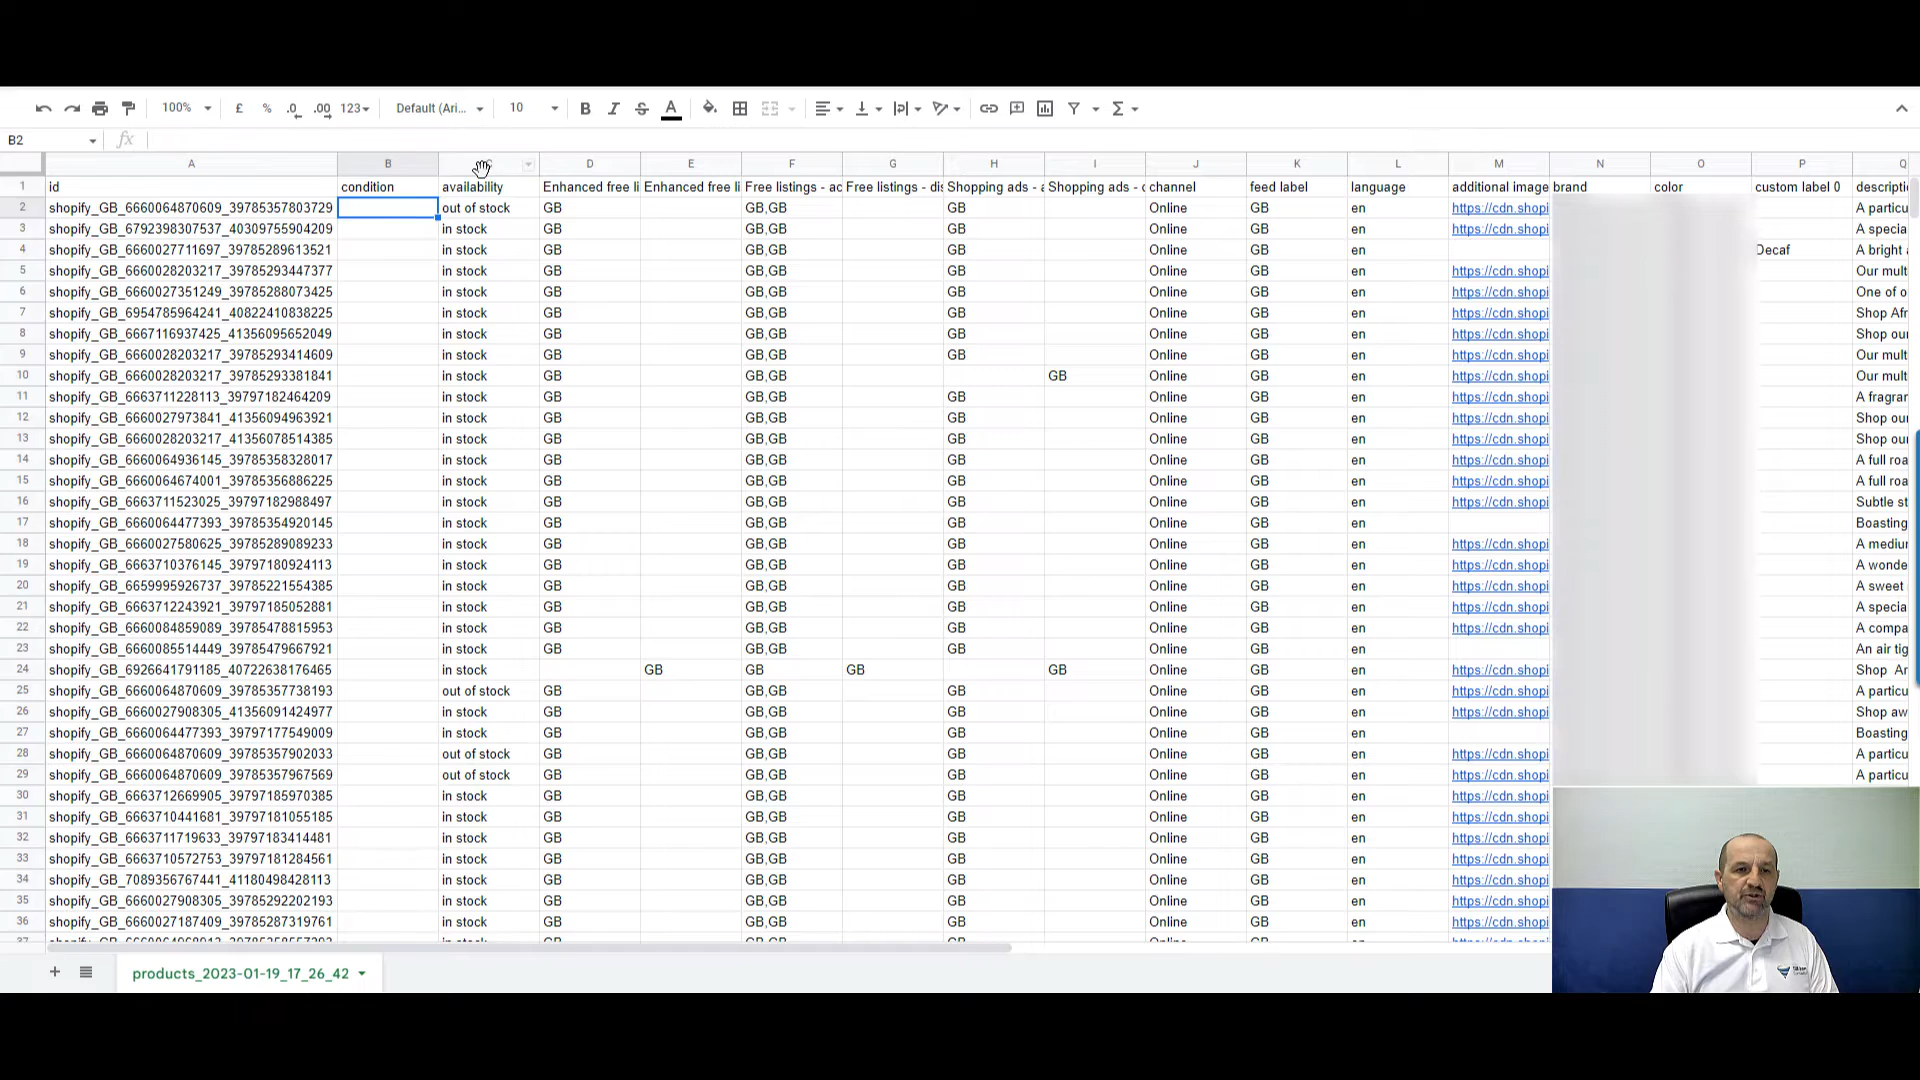 100% £ % .0 .00 123 Default (Ari... 10 B I S A Σ
B2 fx
A B C D E F G H I J K L M N O P Q
1 id condition availability Enhanced free li Enhanced free li Free listings - ac Free listings - dis Shopping ads - a Shopping ads - c channel feed label language additional image brand color custom label 0 descripti
2 shopify_GB_6660064870609_39785357803729 out of stock GB GB,GB GB Online GB en https://cdn.shopi A particu
3 shopify_GB_6792398307537_40309755904209 in stock GB GB,GB GB Online GB en https://cdn.shopi A specia
4 shopify_GB_6660027711697_39785289613521 in stock GB GB,GB GB Online GB en Decaf A bright a
5 shopify_GB_6660028203217_39785293447377 in stock GB GB,GB GB Online GB en https://cdn.shopi Our mult
6 shopify_GB_6660027351249_39785288073425 in stock GB GB,GB GB Online GB en https://cdn.shopi One of o
7 shopify_GB_6954785964241_40822410838225 in stock GB GB,GB GB Online GB en https://cdn.shopi Shop Afr
8 shopify_GB_6667116937425_41356095652049 in stock GB GB,GB GB Online GB en https://cdn.shopi Shop our
9 shopify_GB_6660028203217_39785293414609 in stock GB GB,GB GB Online GB en https://cdn.shopi Our mult
10 shopify_GB_6660028203217_39785293381841 in stock GB GB,GB GB Online GB en https://cdn.shopi Our mult
11 shopify_GB_6663711228113_39797182464209 in stock GB GB,GB GB Online GB en https://cdn.shopi A fragrar
12 shopify_GB_6660027973841_41356094963921 in stock GB GB,GB GB Online GB en https://cdn.shopi Shop our
13 shopify_GB_6660028203217_41356078514385 in stock GB GB,GB GB Online GB en https://cdn.shopi Shop our
14 shopify_GB_6660064936145_39785358328017 in stock GB GB,GB GB Online GB en https://cdn.shopi A full roa
15 shopify_GB_6660064674001_39785356886225 in stock GB GB,GB GB Online GB en https://cdn.shopi A full roa
16 shopify_GB_6663711523025_39797182988497 in stock GB GB,GB GB Online GB en https://cdn.shopi Subtle st
17 shopify_GB_6660064477393_39785354920145 in stock GB GB,GB GB Online GB en Boasting
18 shopify_GB_6660027580625_39785289089233 in stock GB GB,GB GB Online GB en https://cdn.shopi A mediur
19 shopify_GB_6663710376145_39797180924113 in stock GB GB,GB GB Online GB en https://cdn.shopi A wonde
20 shopify_GB_6659995926737_39785221554385 in stock GB GB,GB GB Online GB en https://cdn.shopi A sweet
21 shopify_GB_6663712243921_39797185052881 in stock GB GB,GB GB Online GB en https://cdn.shopi A specia
22 shopify_GB_6660084859089_39785478815953 in stock GB GB,GB GB Online GB en https://cdn.shopi A compa
23 shopify_GB_6660085514449_39785479667921 in stock GB GB,GB GB Online GB en An air tig
24 shopify_GB_6926641791185_40722638176465 in stock GB GB GB GB Online GB en https://cdn.shopi Shop Ar
25 shopify_GB_6660064870609_39785357738193 out of stock GB GB,GB GB Online GB en https://cdn.shopi A particu
26 shopify_GB_6660027908305_41356091424977 in stock GB GB,GB GB Online GB en https://cdn.shopi Shop aw
27 shopify_GB_6660064477393_39797177549009 in stock GB GB,GB GB Online GB en Boasting
28 shopify_GB_6660064870609_39785357902033 out of stock GB GB,GB GB Online GB en https://cdn.shopi A particu
29 shopify_GB_6660064870609_39785357967569 out of stock GB GB,GB GB Online GB en https://cdn.shopi A particu
30 shopify_GB_6663712669905_39797185970385 in stock GB GB,GB GB Online GB en https://cdn.shopi
31 shopify_GB_6663710441681_39797181055185 in stock GB GB,GB GB Online GB en https://cdn.shopi
32 shopify_GB_6663711719633_39797183414481 in stock GB GB,GB GB Online GB en https://cdn.shopi
33 shopify_GB_6663710572753_39797181284561 in stock GB GB,GB GB Online GB en https://cdn.shopi
34 shopify_GB_7089356767441_41180498428113 in stock GB GB,GB GB Online GB en https://cdn.shopi
35 shopify_GB_6660027908305_39785292202193 in stock GB GB,GB GB Online GB en https://cdn.shopi
36 shopify_GB_6660027187409_39785287319761 in stock GB GB,GB GB Online GB en https://cdn.shopi
products_2023-01-19_17_26_42